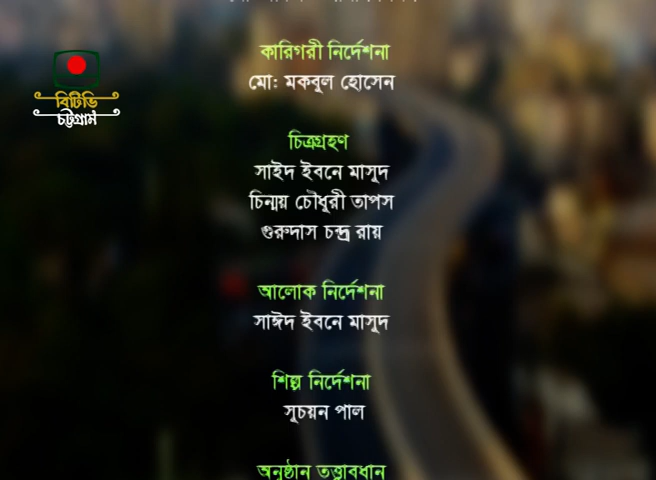 কারিগরী নির্দেশনা
মো: মকবুল হোসেন
বিটিভি
চট্টগ্রাম
চিত্রগ্রহণ
সাইদ ইবনে মাসুদ
চিন্ময় চৌধুরী তাপস
গুরুদাস চন্দ্র রায়
আলোক নির্দেশনা
সাঈদ ইবনে মাসুদ
শিল্প নির্দেশনা
সুচয়ন পাল
অনুষ্ঠান তত্ত্বাবধান